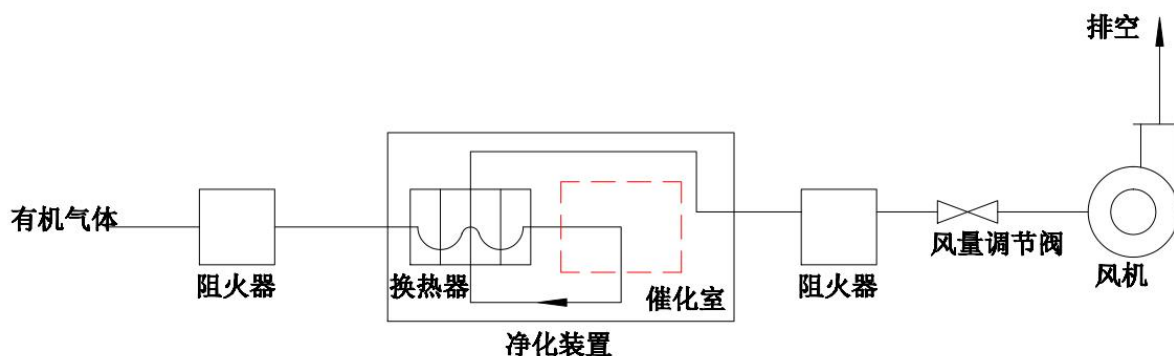 排空
有机气体
阻火器
换热器
催化室
净化装置
阻火器
风量调节阀
风机